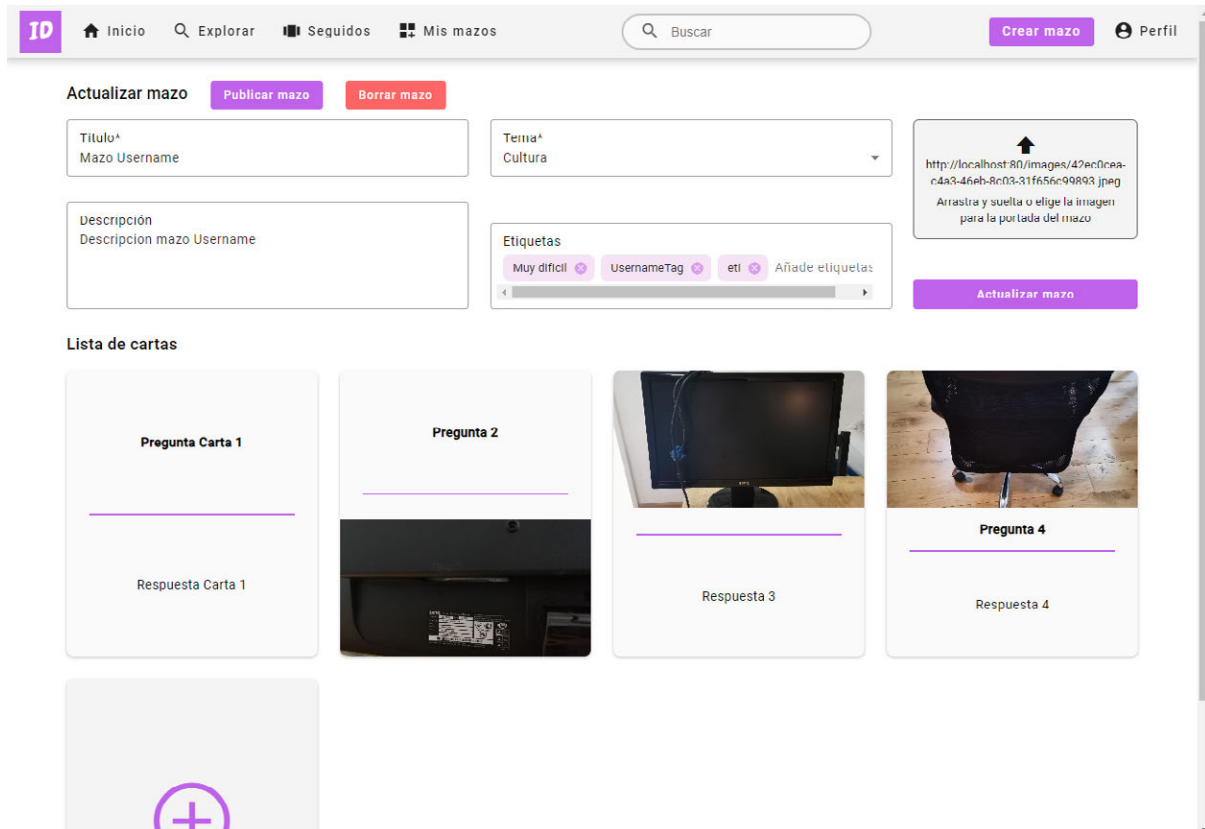 ID Inicio Explorar Seguidos Mis mazos Buscar Crear mazo Perfil
Actualizar mazo Publicar mazo Borrar mazo
Título*
Mazo Username
Tema*
Cultura
http://localhost:80/images/42ec0cea-
c4a3-46eb-8c03-31f656c99893.jpeg
Arrastra y suelta o elige la imagen
para la portada del mazo
Descripción
Descripcion mazo Username
Etiquetas
Muy dificil UsernameTag eti Añade etiquetas
Actualizar mazo
Lista de cartas
Pregunta Carta 1
Respuesta Carta 1
Pregunta 2
Respuesta 3
Pregunta 4
Respuesta 4